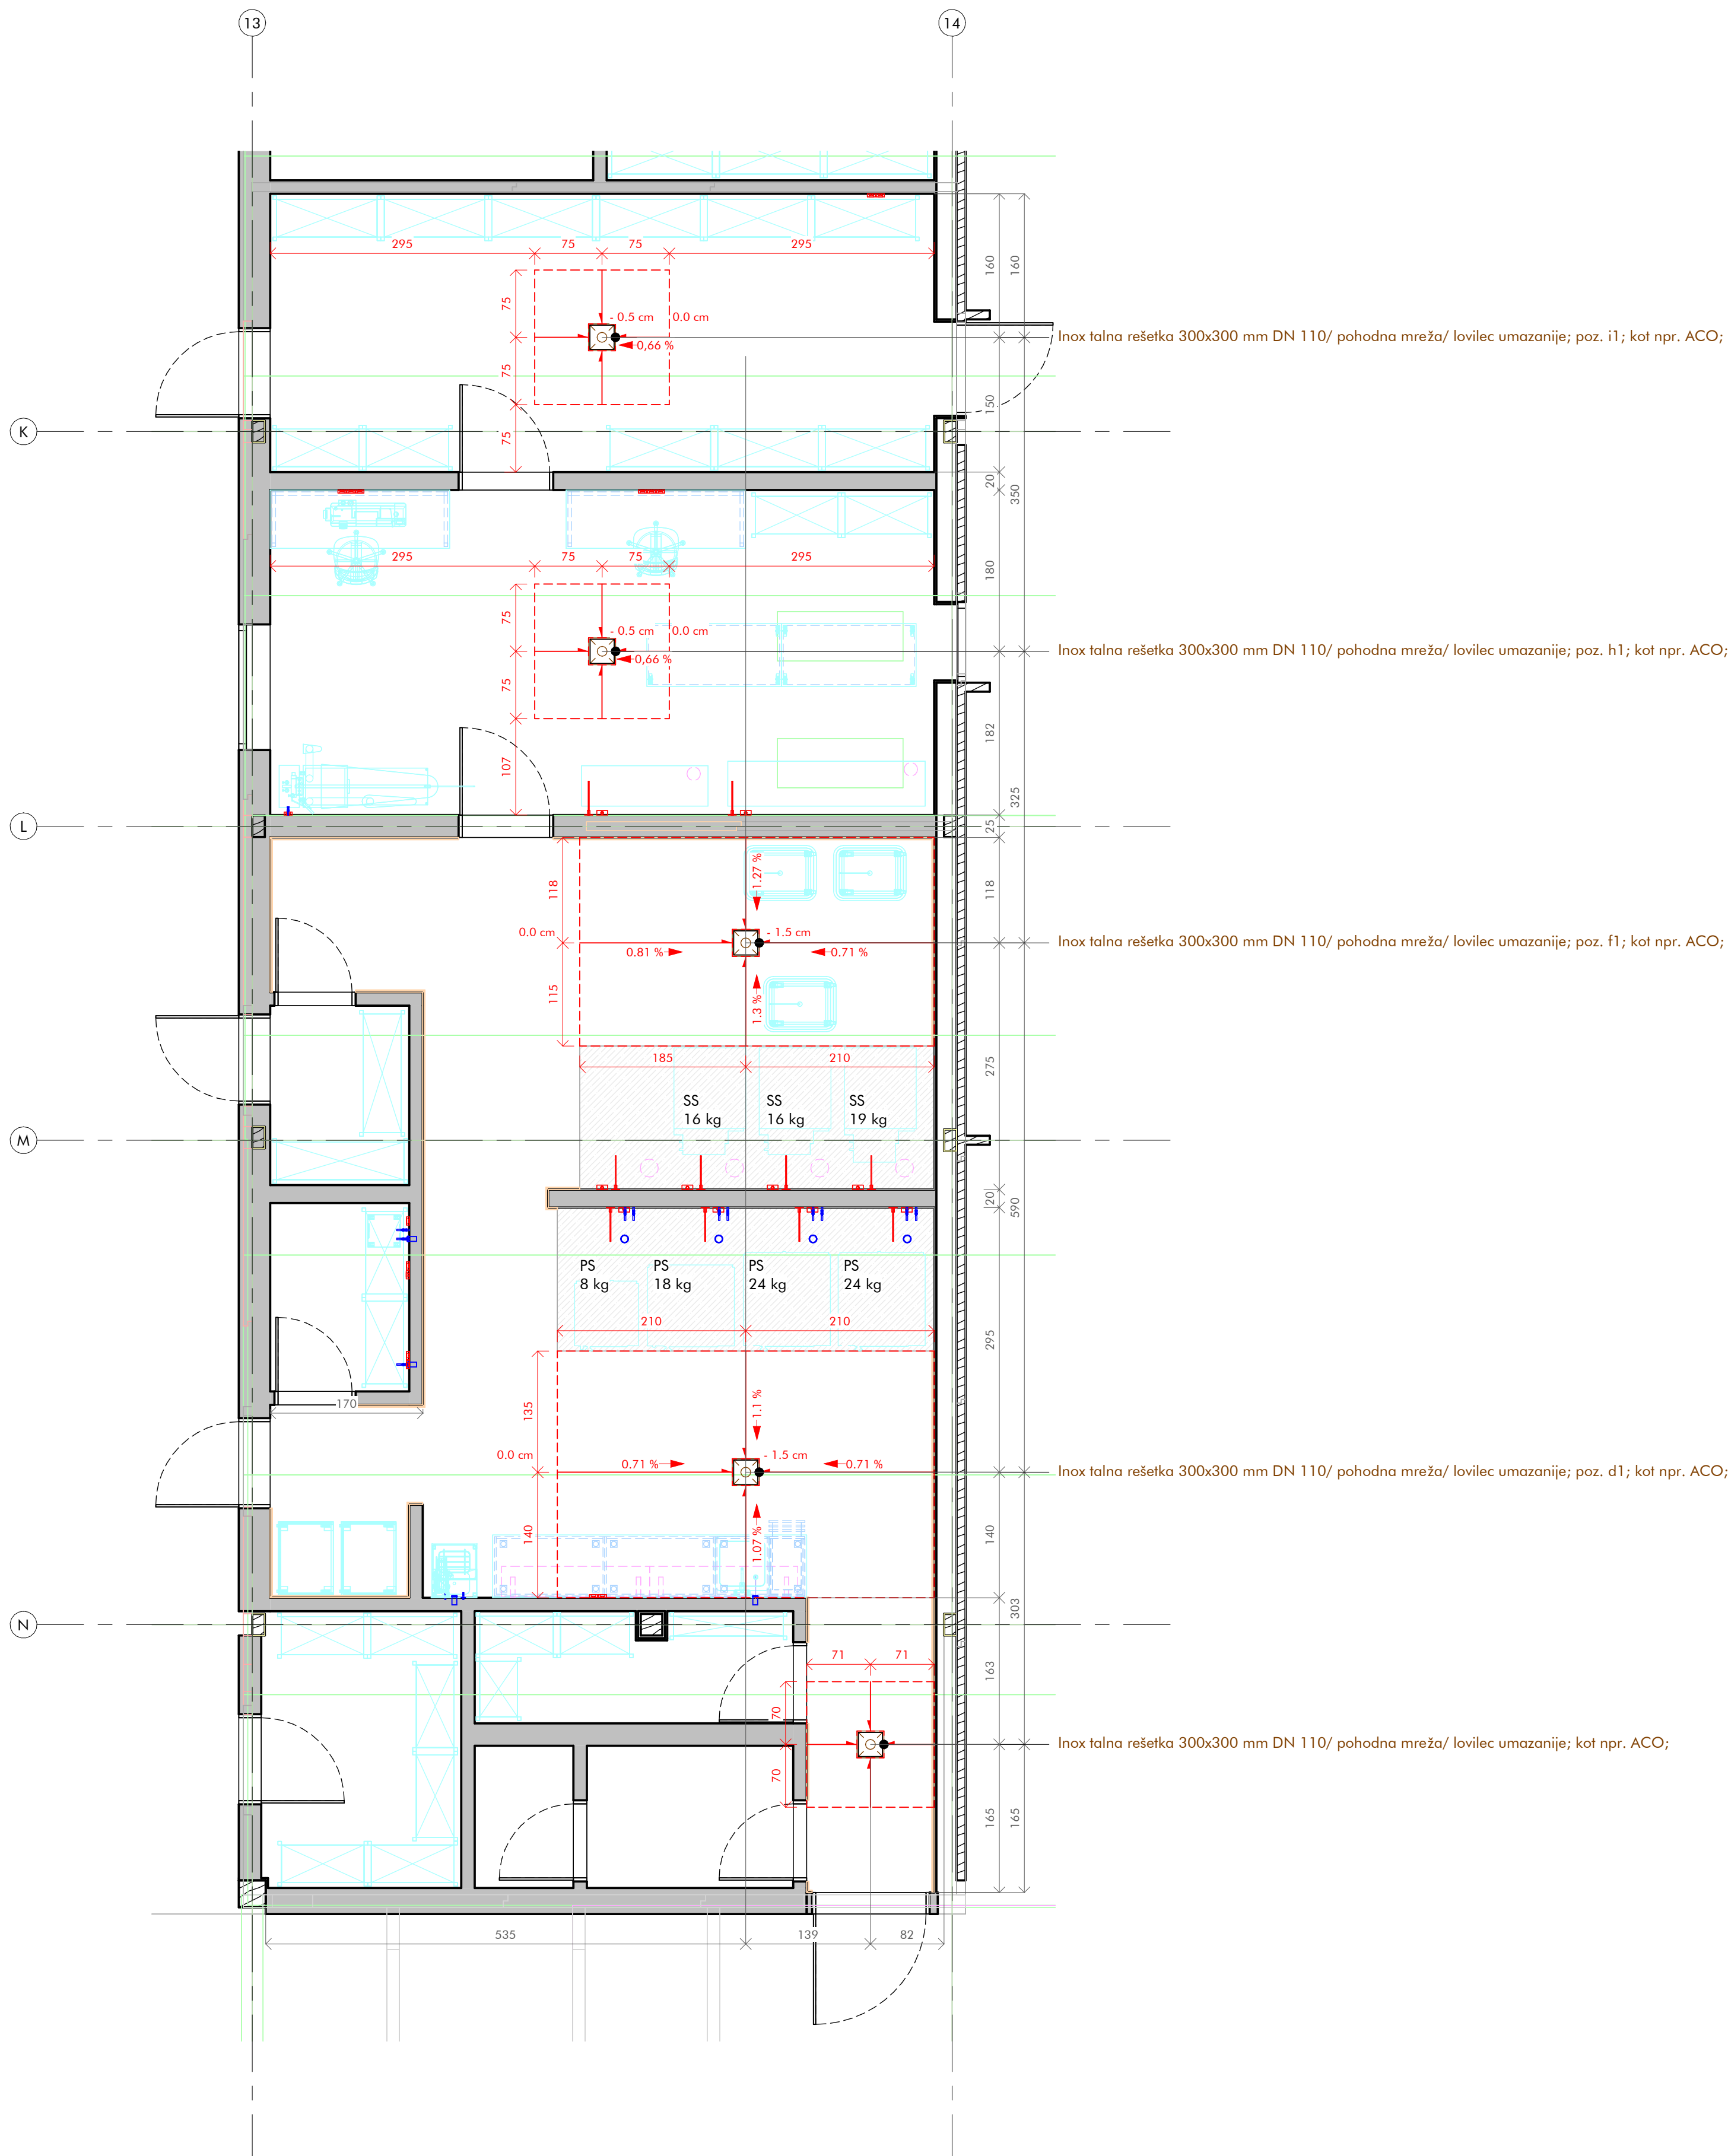 13
14
295
75
75
295
160
160
75
- 0.5 cm
0.0 cm
0,66 %
Inox talna rešetka 300x300 mm DN 110/ pohodna mreža/ lovilec umazanije; poz. i1; kot npr. ACO;
75
150
K
75
20
350
295
75
75
295
180
75
- 0.5 cm
0.0 cm
0,66 %
Inox talna rešetka 300x300 mm DN 110/ pohodna mreža/ lovilec umazanije; poz. h1; kot npr. ACO;
75
182
107
325
L
25
118
1.27 %
118
0.0 cm
- 1.5 cm
Inox talna rešetka 300x300 mm DN 110/ pohodna mreža/ lovilec umazanije; poz. f1; kot npr. ACO;
0.81 %
0.71 %
115
1.3 %
185
210
275
SS
16 kg
SS
16 kg
SS
19 kg
M
20
590
PS
8 kg
PS
18 kg
PS
24 kg
PS
24 kg
210
210
295
170
135
1.1 %
0.0 cm
- 1.5 cm
0.71 %
0.71 %
Inox talna rešetka 300x300 mm DN 110/ pohodna mreža/ lovilec umazanije; poz. d1; kot npr. ACO;
140
1.07 %
140
303
N
71
71
163
70
Inox talna rešetka 300x300 mm DN 110/ pohodna mreža/ lovilec umazanije; kot npr. ACO;
70
165
165
535
139
82